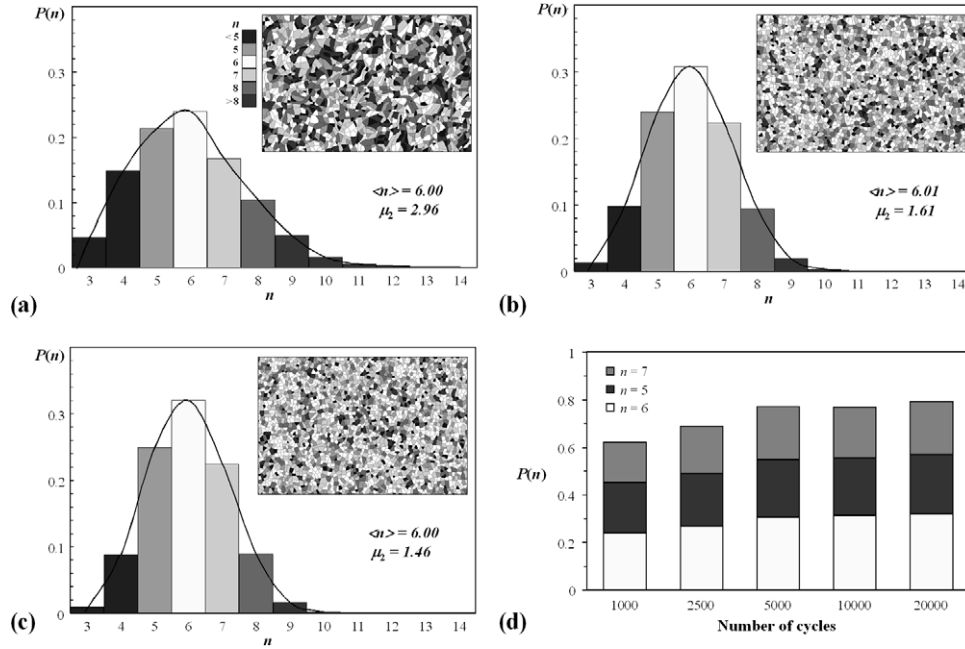 P(n)
n
<5
5
6
7
8
>8
0.3
0.2
0.1
0
<n> = 6.00
μ2 = 2.96
3 4 5 6 7 8 9 10 11 12 13 14
n
(a)
P(n)
0.3
0.2
0.1
0
<n> = 6.01
μ2 = 1.61
3 4 5 6 7 8 9 10 11 12 13 14
n
(b)
P(n)
0.3
0.2
0.1
0
<n> = 6.00
μ2 = 1.46
3 4 5 6 7 8 9 10 11 12 13 14
n
(c)
1
0.8
0.6
0.4
0.2
0
P(n)
n = 7
n = 5
n = 6
1000 2500 5000 10000 20000
Number of cycles
(d)